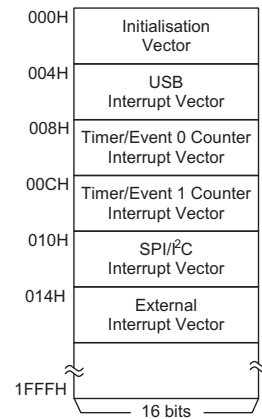 000H
Initialisation
Vector
004H
USB
Interrupt Vector
008H
Timer/Event 0 Counter
Interrupt Vector
00CH
Timer/Event 1 Counter
Interrupt Vector
010H
SPI/I²C
Interrupt Vector
014H
External
Interrupt Vector
1FFFH
16 bits